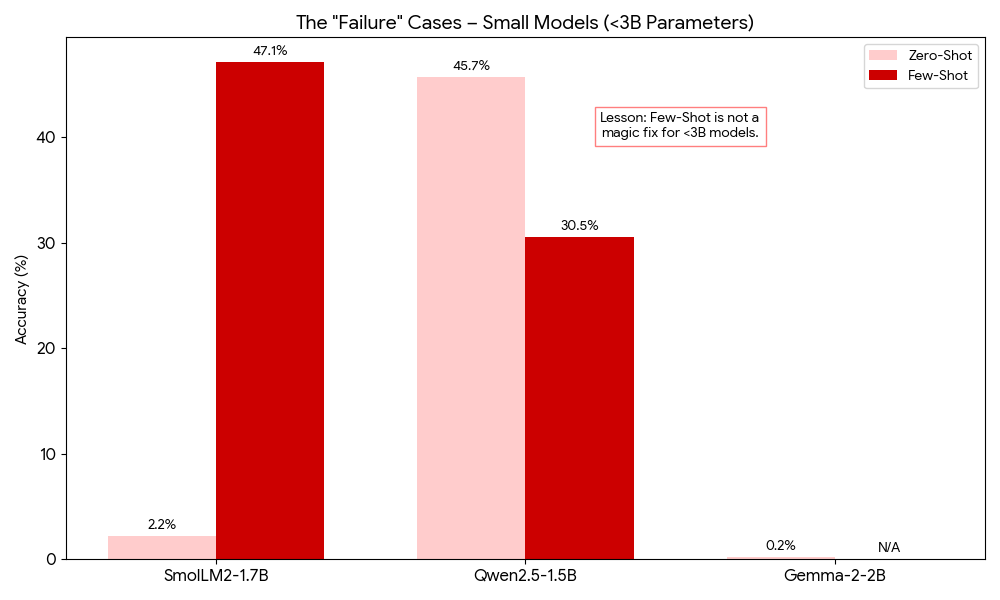 The "Failure" Cases – Small Models (<3B Parameters)
Zero-Shot
Few-Shot
Lesson: Few-Shot is not a
magic fix for <3B models.
47.1%
45.7%
30.5%
2.2%
0.2%
N/A
Accuracy (%)
40
30
20
10
0
SmolLM2-1.7B
Qwen2.5-1.5B
Gemma-2-2B